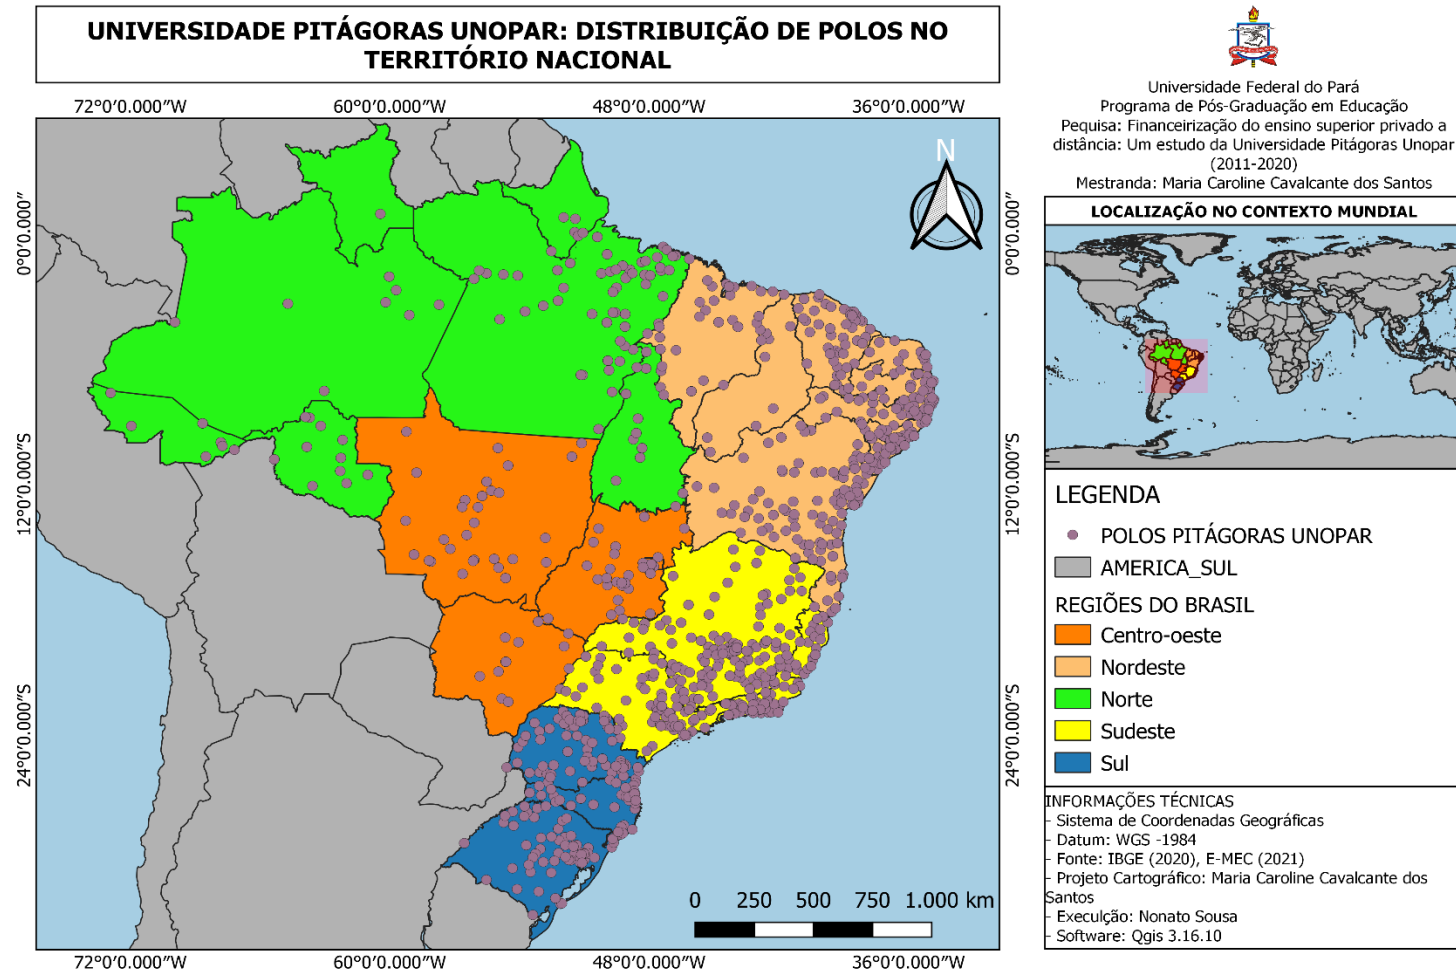 UNIVERSIDADE PITÁGORAS UNOPAR: DISTRIBUIÇÃO DE POLOS NO
TERRITÓRIO NACIONAL
72°0'0.000"W
60°0'0.000"W
48°0'0.000"W
36°0'0.000"W
0°0'0.000"
12°0'0.000"S
24°0'0.000"S
N
0°0'0.000"
12°0'0.000"S
24°0'0.000"S
0 250 500 750 1.000 km
72°0'0.000"W
60°0'0.000"W
48°0'0.000"W
36°0'0.000"W
Universidade Federal do Pará
Programa de Pós-Graduação em Educação
Pequisa: Financeirização do ensino superior privado a
distância: Um estudo da Universidade Pitágoras Unopar
(2011-2020)
Mestranda: Maria Caroline Cavalcante dos Santos
LOCALIZAÇÃO NO CONTEXTO MUNDIAL
LEGENDA
POLOS PITÁGORAS UNOPAR
AMERICA_SUL
REGIÕES DO BRASIL
Centro-oeste
Nordeste
Norte
Sudeste
Sul
INFORMAÇÕES TÉCNICAS
- Sistema de Coordenadas Geográficas
- Datum: WGS -1984
- Fonte: IBGE (2020), E-MEC (2021)
- Projeto Cartográfico: Maria Caroline Cavalcante dos
Santos
- Execulção: Nonato Sousa
- Software: Qgis 3.16.10